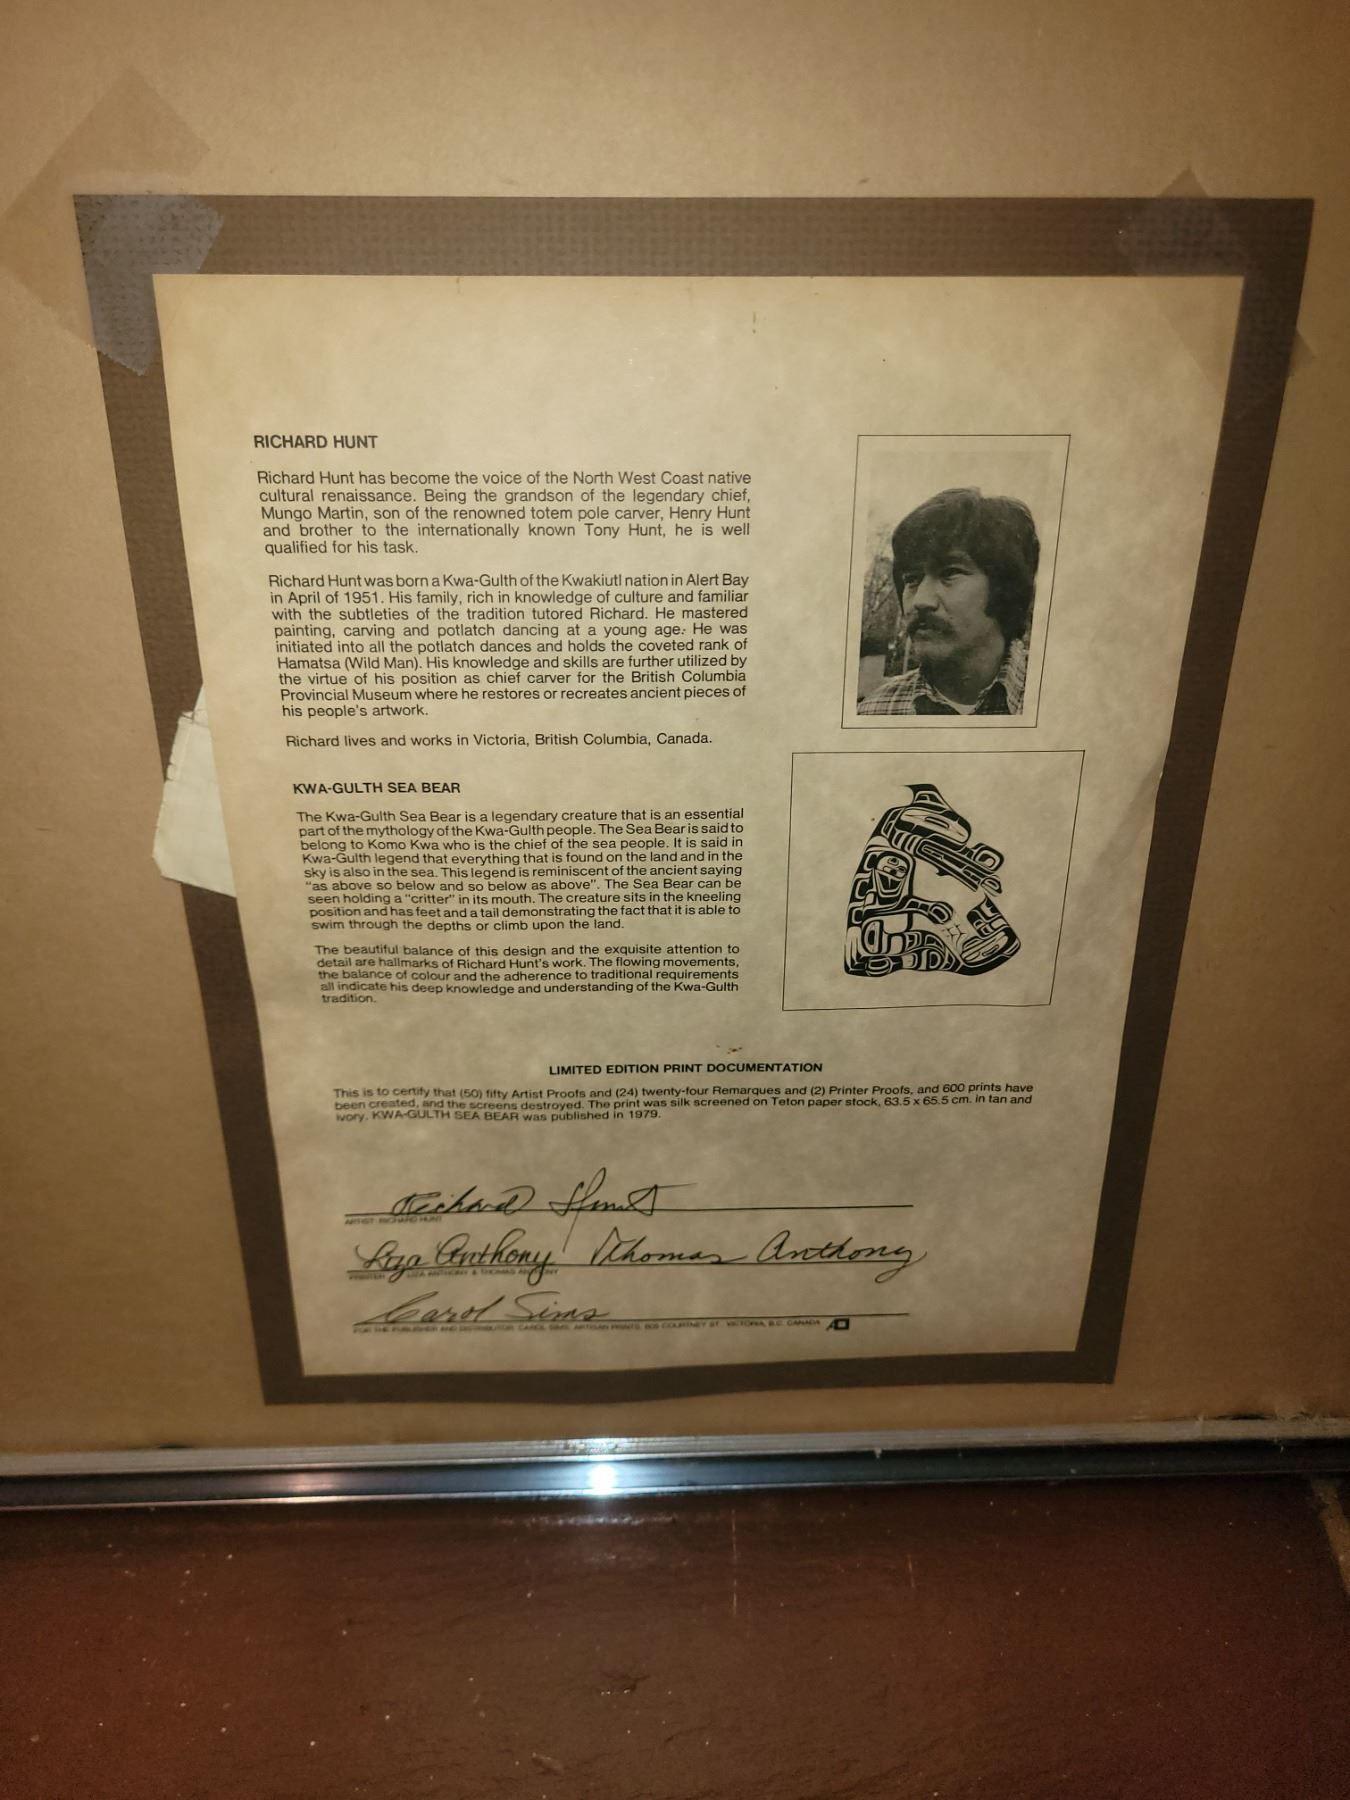 RICHARD HUNT
Richard Hunt has become the voice of the North West Coast native
cultural renaissance. Being the grandson of the legendary chief,
Mungo Martin, son of the renowned totem pole carver, Henry Hunt
and brother to the internationally known Tony Hunt, he is well
qualified for his task.
Richard Hunt was born a Kwa-Gulth of the Kwakiutl nation in Alert Bay
in April of 1951. His family, rich in knowledge of culture and familiar
with the subtleties of the tradition tutored Richard. He mastered
painting, carving and potlatch dancing at a young age. He was
initiated into all the potlatch dances and holds the coveted rank of
Hamatsa (Wild Man). His knowledge and skills are further utilized by
the virtue of his position as chief carver for the British Columbia
Provincial Museum where he restores or recreates ancient pieces of
his people's artwork.
Richard lives and works in Victoria, British Columbia, Canada.
KWA-GULTH SEA BEAR
The Kwa-Gulth Sea Bear is a legendary creature that is an essential
part of the mythology of the Kwa-Gulth people. The Sea Bear is said to
belong to Komo Kwa who is the chief of the sea people. It is said in
Kwa-Gulth legend that everything that is found on the land and in the
sky is also in the sea. This legend is reminiscent of the ancient saying
"as above so below and so below as above". The Sea Bear can be
seen holding a "critter" in its mouth. The creature sits in the kneeling
position and has feet and a tail demonstrating the fact that it is able to
swim through the depths or climb upon the land.
The beautiful balance of this design and the exquisite attention to
detail are hallmarks of Richard Hunt's work. The flowing movements,
the balance of colour and the adherence to traditional requirements
all indicate his deep knowledge and understanding of the Kwa-Gulth
tradition.
LIMITED EDITION PRINT DOCUMENTATION
This is to certify that (50) fifty Artist Proofs and (24) twenty-four Remarques and (2) Printer Proofs, and 600 prints have
been created, and the screens destroyed. The print was silk screened on Teton paper stock, 63.5 x 65.5 cm. in tan and
ivory. KWA-GULTH SEA BEAR was published in 1979.
Richard Hunt
ARTIST RICHARD HUNT
Liza Anthony Thomas Anthony
PRINTER LIZA ANTHONY & THOMAS ANTHONY
Carol Sims
FOR THE PUBLISHER AND DISTRIBUTOR CAROL SIMS, ARTISAN PRINTS, 805 COURTNEY ST. VICTORIA, B.C. CANADA